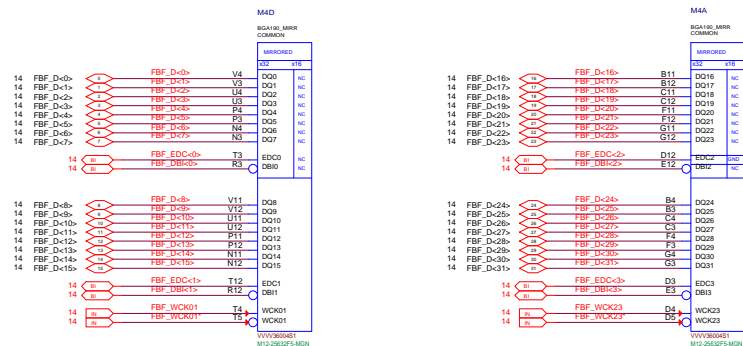 M4D
BGA190_MIRR
COMMON
MIRRORED
x32 x16
14 FBF_D<0> 0 FBF_D<0> V4 DQ0 NC
14 FBF_D<1> 1 FBF_D<1> V3 DQ1 NC
14 FBF_D<2> 2 FBF_D<2> U4 DQ2 NC
14 FBF_D<3> 3 FBF_D<3> U3 DQ3 NC
14 FBF_D<4> 4 FBF_D<4> P4 DQ4 NC
14 FBF_D<5> 5 FBF_D<5> P3 DQ5 NC
14 FBF_D<6> 6 FBF_D<6> N4 DQ6 NC
14 FBF_D<7> 7 FBF_D<7> N3 DQ7 NC
14 BI FBF_EDC<0> T3 EDC0 NC
14 BI FBF_DBI<0> R3 DBI0 NC
14 FBF_D<8> 8 FBF_D<8> V11 DQ8
14 FBF_D<9> 9 FBF_D<9> V12 DQ9
14 FBF_D<10> 10 FBF_D<10> U11 DQ10
14 FBF_D<11> 11 FBF_D<11> U12 DQ11
14 FBF_D<12> 12 FBF_D<12> P11 DQ12
14 FBF_D<13> 13 FBF_D<13> P12 DQ13
14 FBF_D<14> 14 FBF_D<14> N11 DQ14
14 FBF_D<15> 15 FBF_D<15> N12 DQ15
14 BI FBF_EDC<1> T12 EDC1
14 BI FBF_DBI<1> R12 DBI1
14 IN FBF_WCK01 T4 WCK01
14 IN FBF_WCK01* T5 WCK01
VVVV36004S1
M12-25632F5-MGN
M4A
BGA190_MIRR
COMMON
MIRRORED
x32 x16
14 FBF_D<16> 16 FBF_D<16> B11 DQ16 NC
14 FBF_D<17> 17 FBF_D<17> B12 DQ17 NC
14 FBF_D<18> 18 FBF_D<18> C11 DQ18 NC
14 FBF_D<19> 19 FBF_D<19> C12 DQ19 NC
14 FBF_D<20> 20 FBF_D<20> F11 DQ20 NC
14 FBF_D<21> 21 FBF_D<21> F12 DQ21 NC
14 FBF_D<22> 22 FBF_D<22> G11 DQ22 NC
14 FBF_D<23> 23 FBF_D<23> G12 DQ23 NC
14 BI FBF_EDC<2> D12 EDC2 GND
14 BI FBF_DBI<2> E12 DBI2 NC
14 FBF_D<24> 24 FBF_D<24> B4 DQ24
14 FBF_D<25> 25 FBF_D<25> B3 DQ25
14 FBF_D<26> 26 FBF_D<26> C4 DQ26
14 FBF_D<27> 27 FBF_D<27> C3 DQ27
14 FBF_D<28> 28 FBF_D<28> F4 DQ28
14 FBF_D<29> 29 FBF_D<29> F3 DQ29
14 FBF_D<30> 30 FBF_D<30> G4 DQ30
14 FBF_D<31> 31 FBF_D<31> G3 DQ31
14 BI FBF_EDC<3> D3 EDC3
14 BI FBF_DBI<3> E3 DBI3
14 IN FBF_WCK23 D4 WCK23
14 IN FBF_WCK23* D5 WCK23
VVVV36004S1
M12-25632F5-MGN